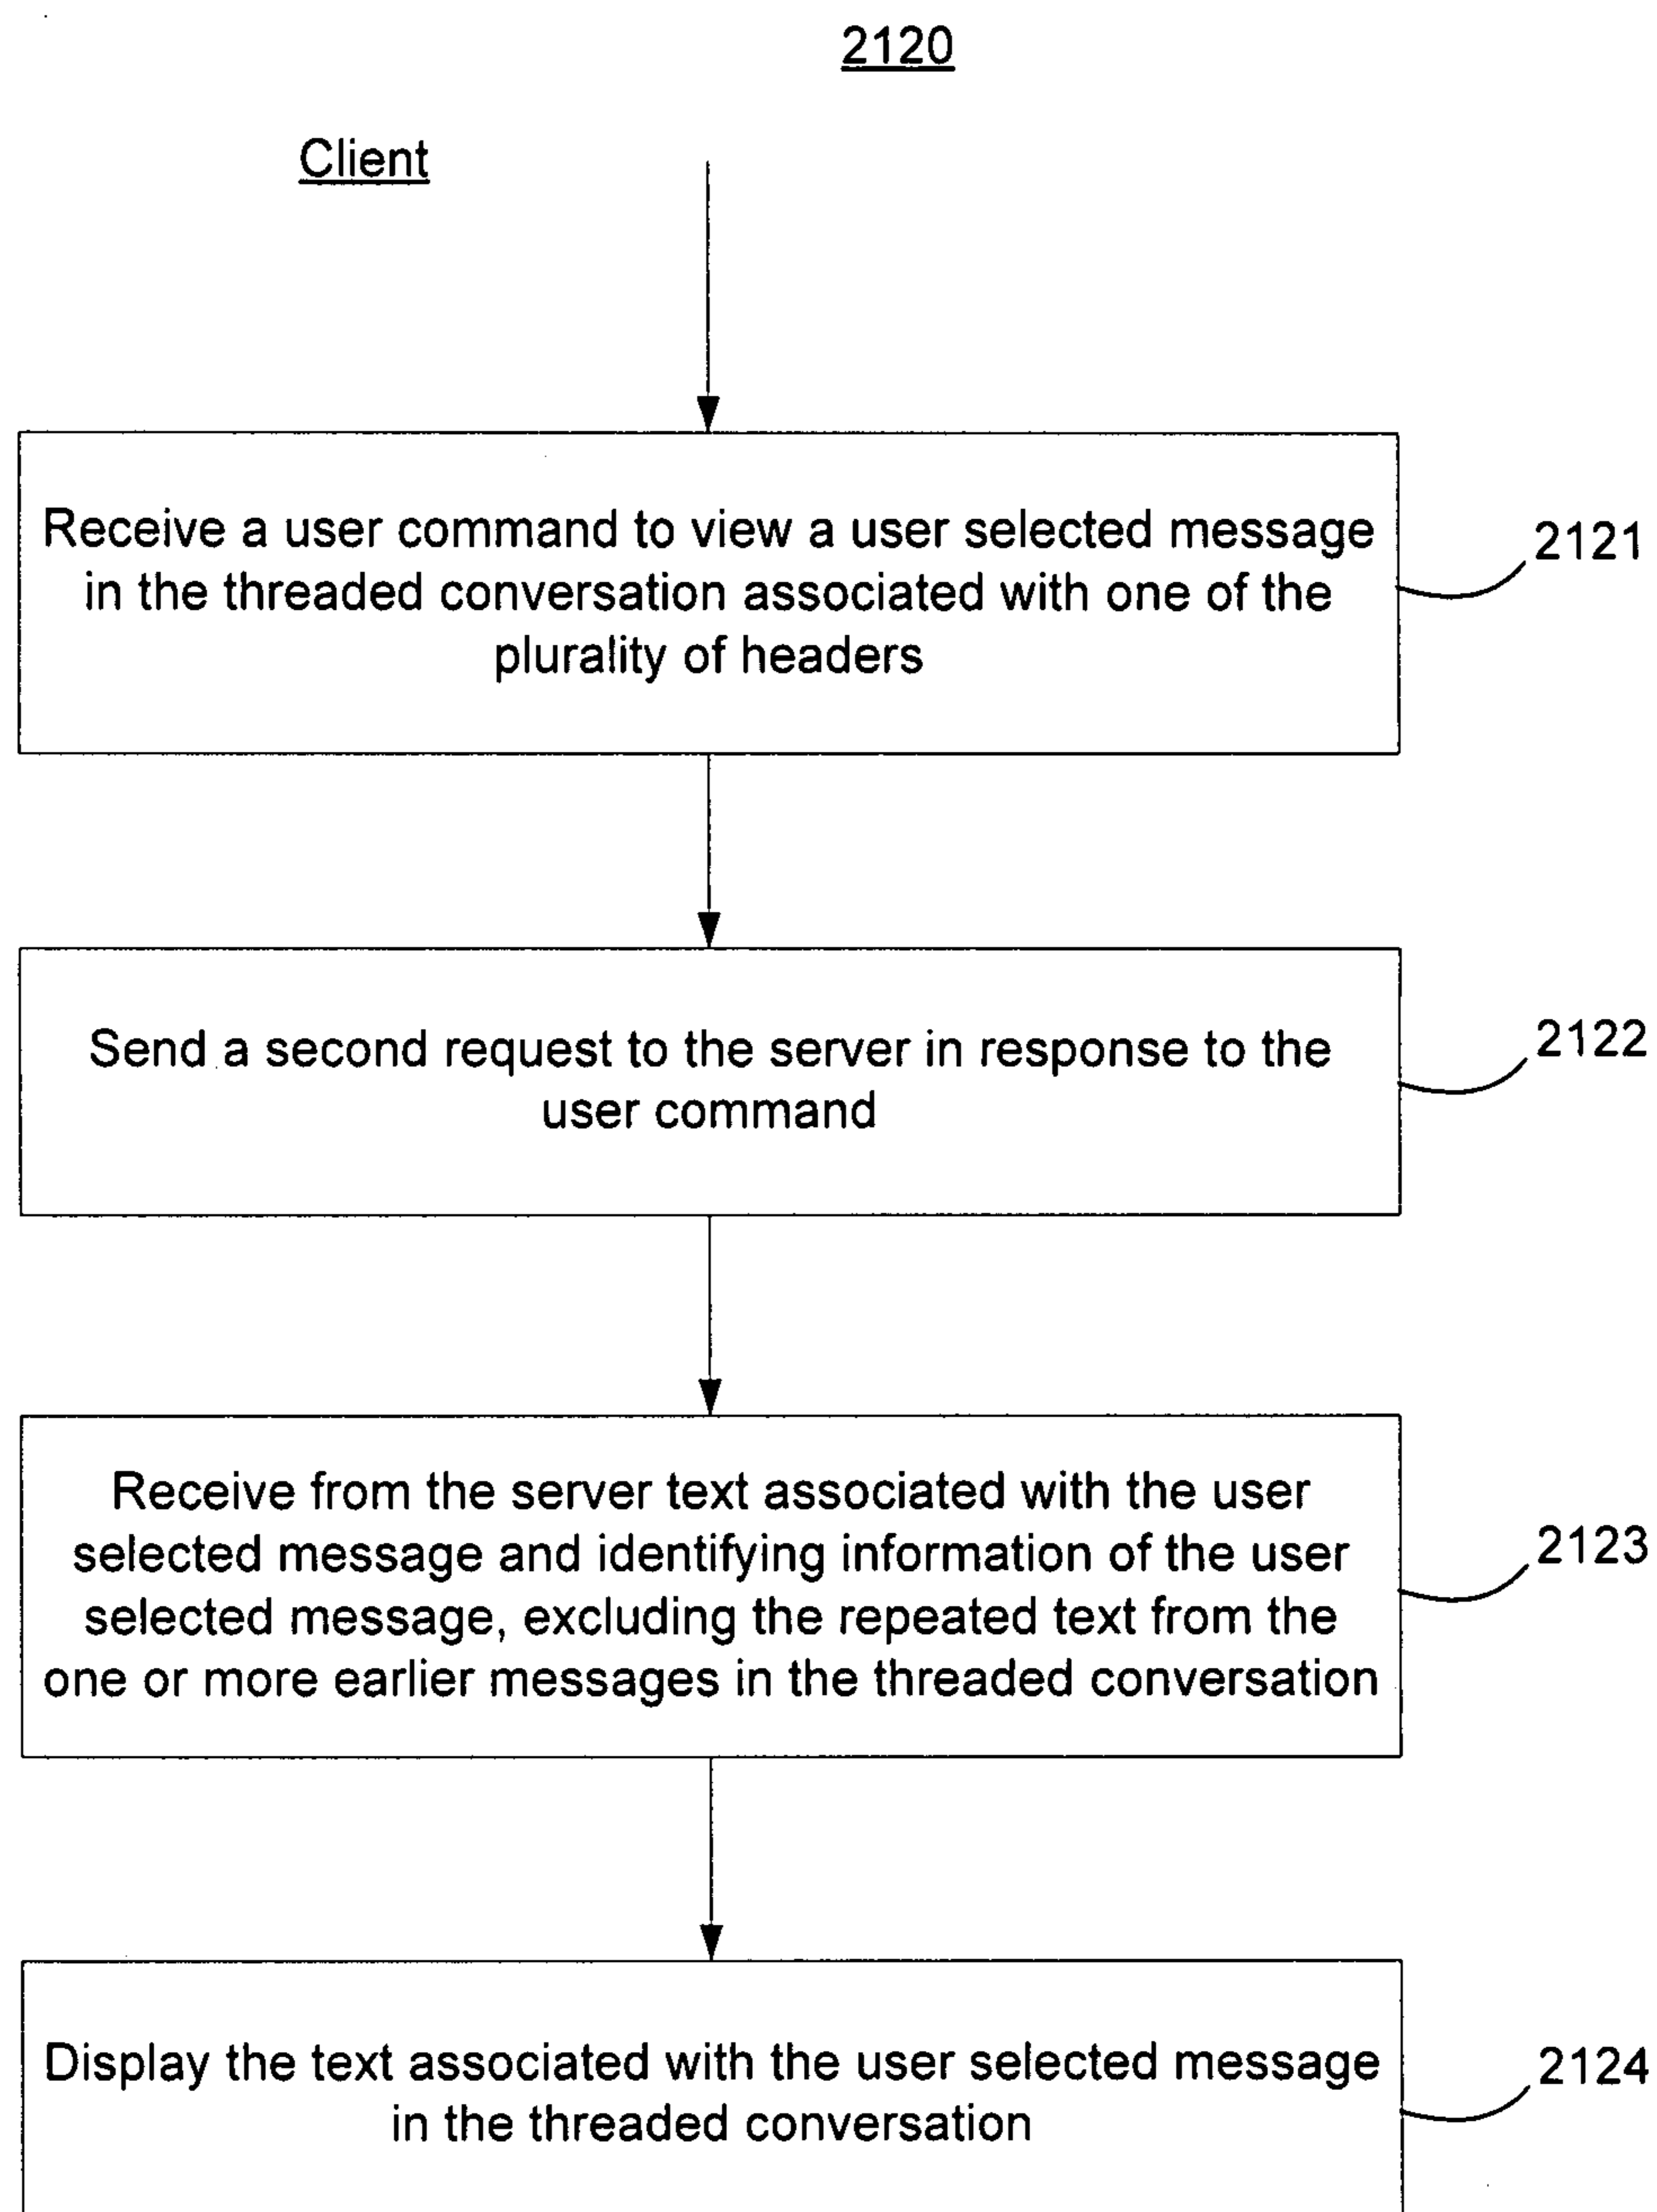 2120
Client
Receive a user command to view a user selected message
in the threaded conversation associated with one of the
plurality of headers
2121
Send a second request to the server in response to the
user command
2122
Receive from the server text associated with the user
selected message and identifying information of the user
selected message, excluding the repeated text from the
one or more earlier messages in the threaded conversation
2123
Display the text associated with the user selected message
in the threaded conversation
2124